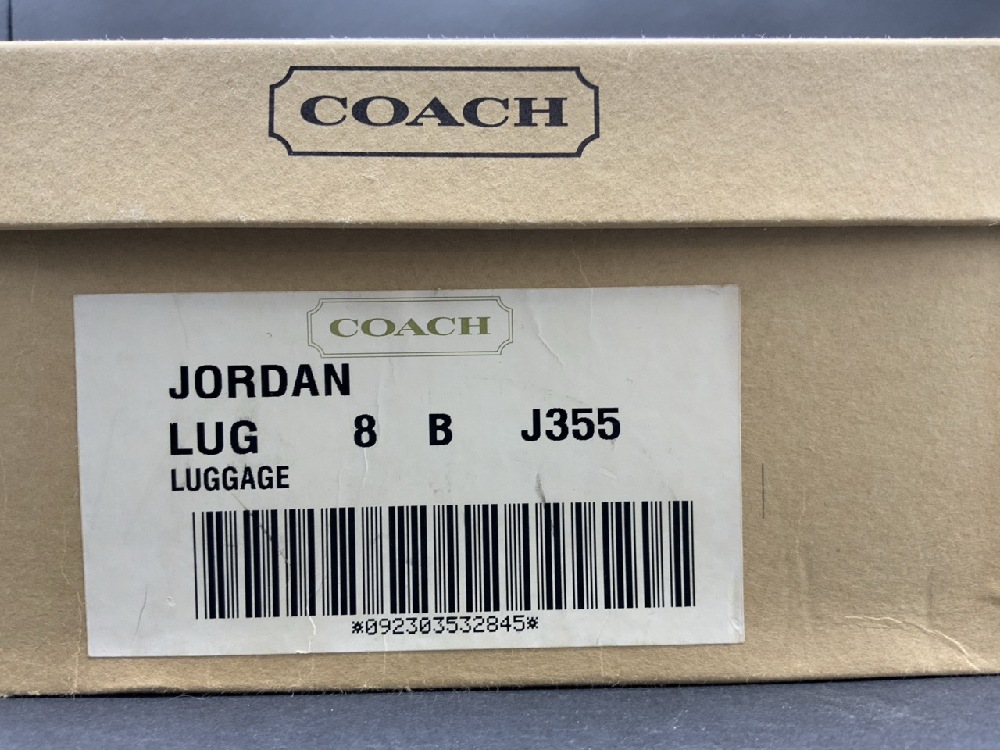 COACH
COACH
JORDAN
LUG 8 B J355
LUGGAGE
*092303532845*